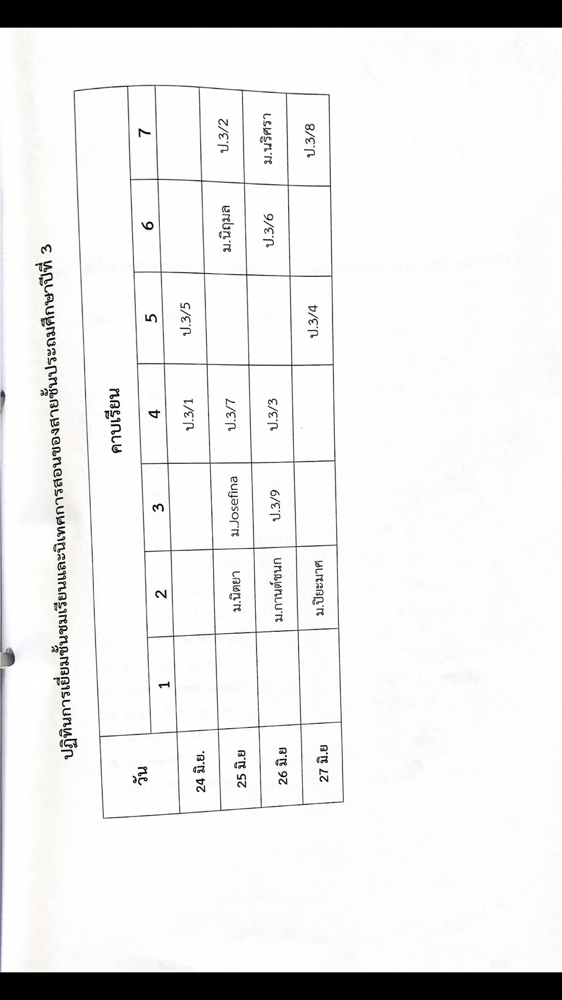 ปฏิทินการเยี่ยมชั้นชมเรียนและนิเทศการสอนของสายชั้นประถมศึกษาปีที่ 3
วัน คาบเรียน
1 2 3 4 5 6 7
24 มิ.ย. ป.3/1 ป.3/5
25 มิ.ย ม.นิตยา ม.Josefina ป.3/7 ม.นิฤมล ป.3/2
26 มิ.ย ม.กานต์ชนก ป.3/9 ป.3/3 ป.3/6 ม.นริศรา
27 มิ.ย ม.ปิยะมาศ ป.3/4 ป.3/8